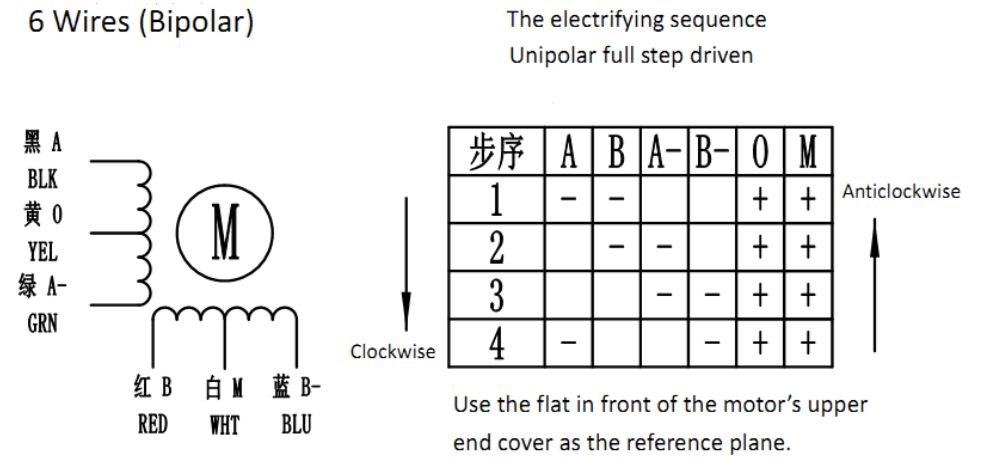 6 Wires (Bipolar)
The electrifying sequence
Unipolar full step driven
黑 A
BLK
黄 O
YEL
绿 A-
GRN
M
红 B
RED
白 M
WHT
蓝 B-
BLU
Clockwise
步序 A B A- B- O M
1 - - + +
2 - - + +
3 - - + +
4 - - + +
Anticlockwise
Use the flat in front of the motor’s upper
end cover as the reference plane.